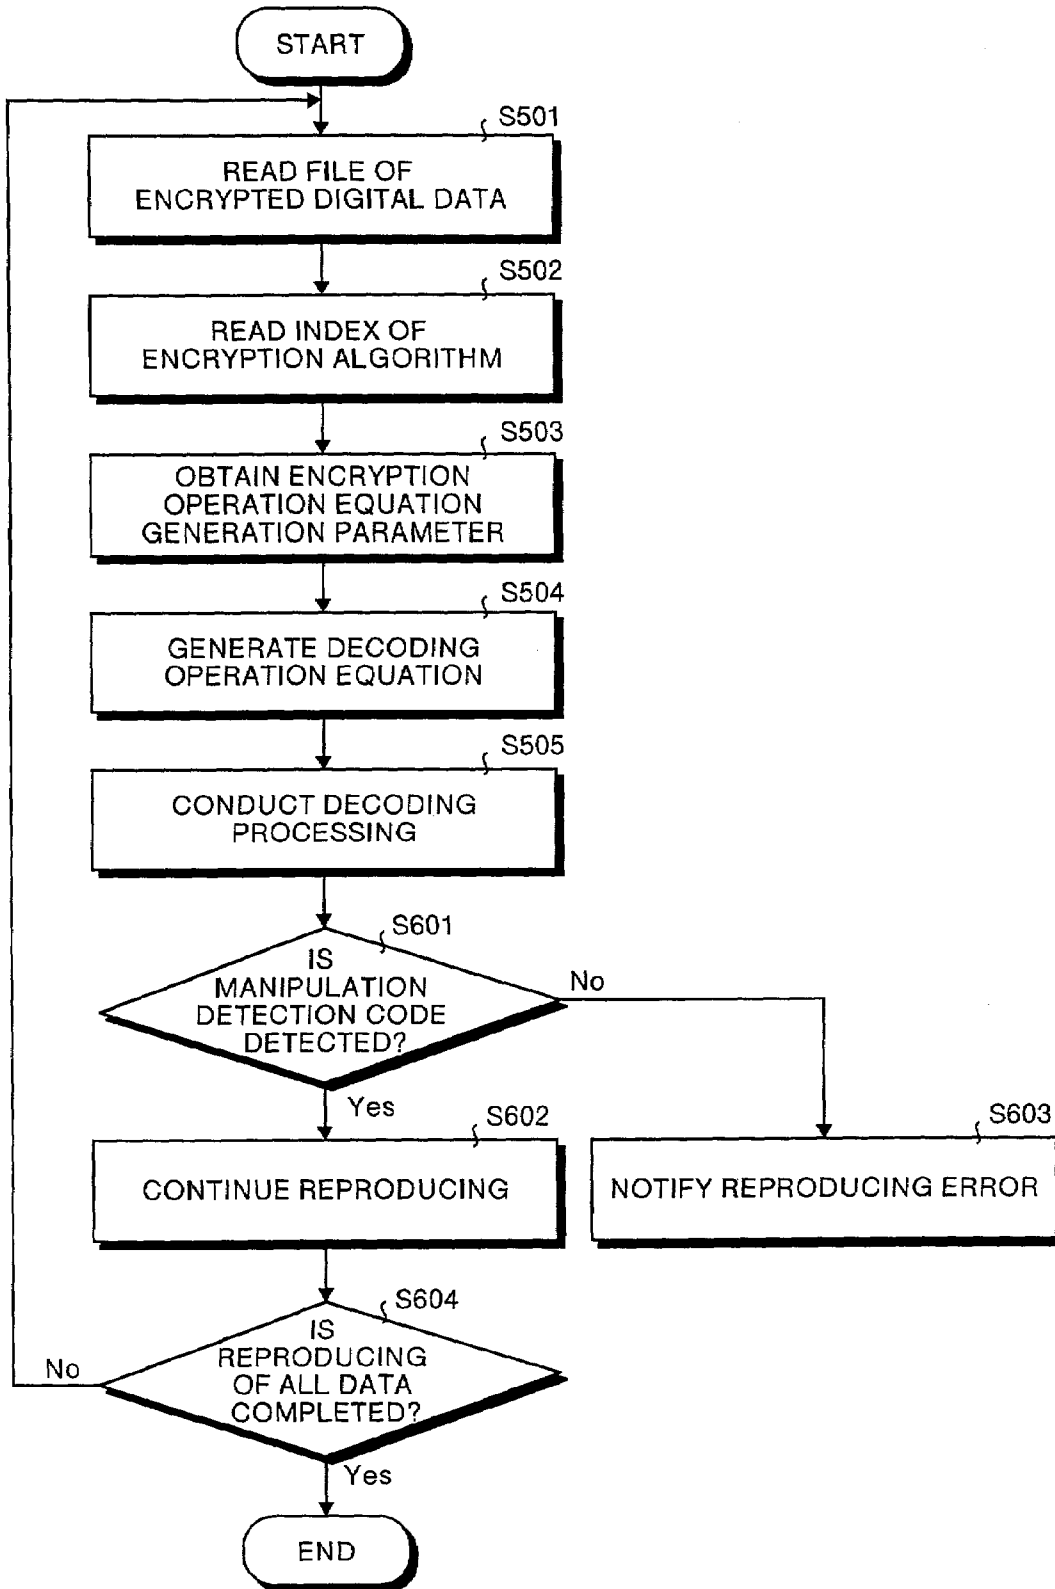 START
S501
READ FILE OF
ENCRYPTED DIGITAL DATA
S502
READ INDEX OF
ENCRYPTION ALGORITHM
S503
OBTAIN ENCRYPTION
OPERATION EQUATION
GENERATION PARAMETER
S504
GENERATE DECODING
OPERATION EQUATION
S505
CONDUCT DECODING
PROCESSING
S601
IS
MANIPULATION
DETECTION CODE
DETECTED?
No
Yes
S602
CONTINUE REPRODUCING
S603
NOTIFY REPRODUCING ERROR
S604
IS
REPRODUCING
OF ALL DATA
COMPLETED?
No
Yes
END